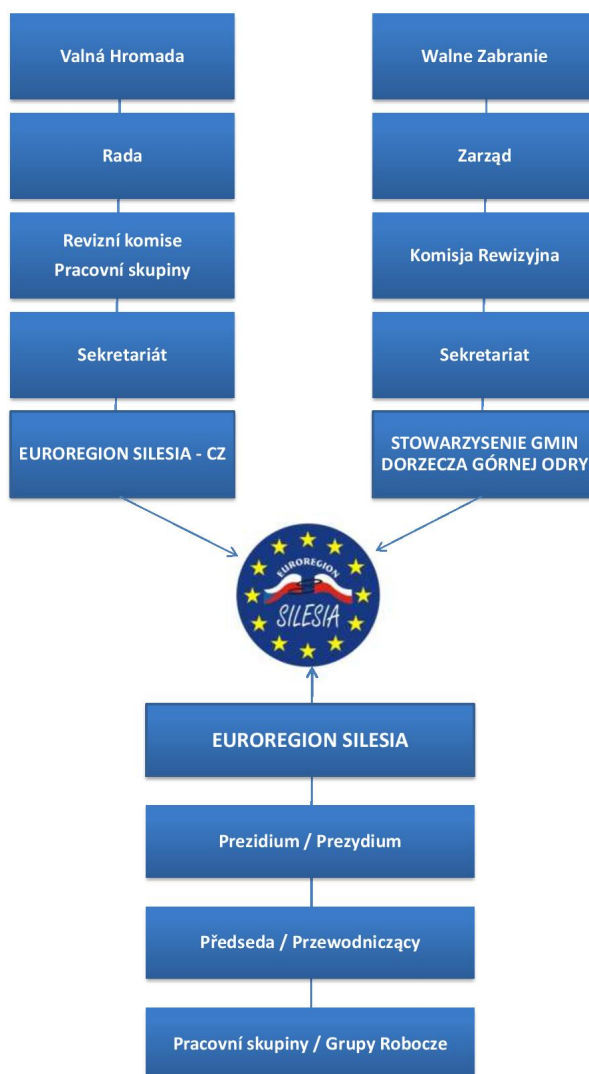 Valná Hromada
Rada
Revizní komise
Pracovní skupiny
Sekretariát
EUROREGION SILESIA - CZ
Walne Zabranie
Zarząd
Komisja Rewizyjna
Sekretariat
STOWARZYSENIE GMIN
DORZECZA GÓRNEJ ODRY
EUROREGION
SILESIA
EUROREGION SILESIA
Prezidium / Prezydium
Předseda / Przewodniczący
Pracovní skupiny / Grupy Robocze